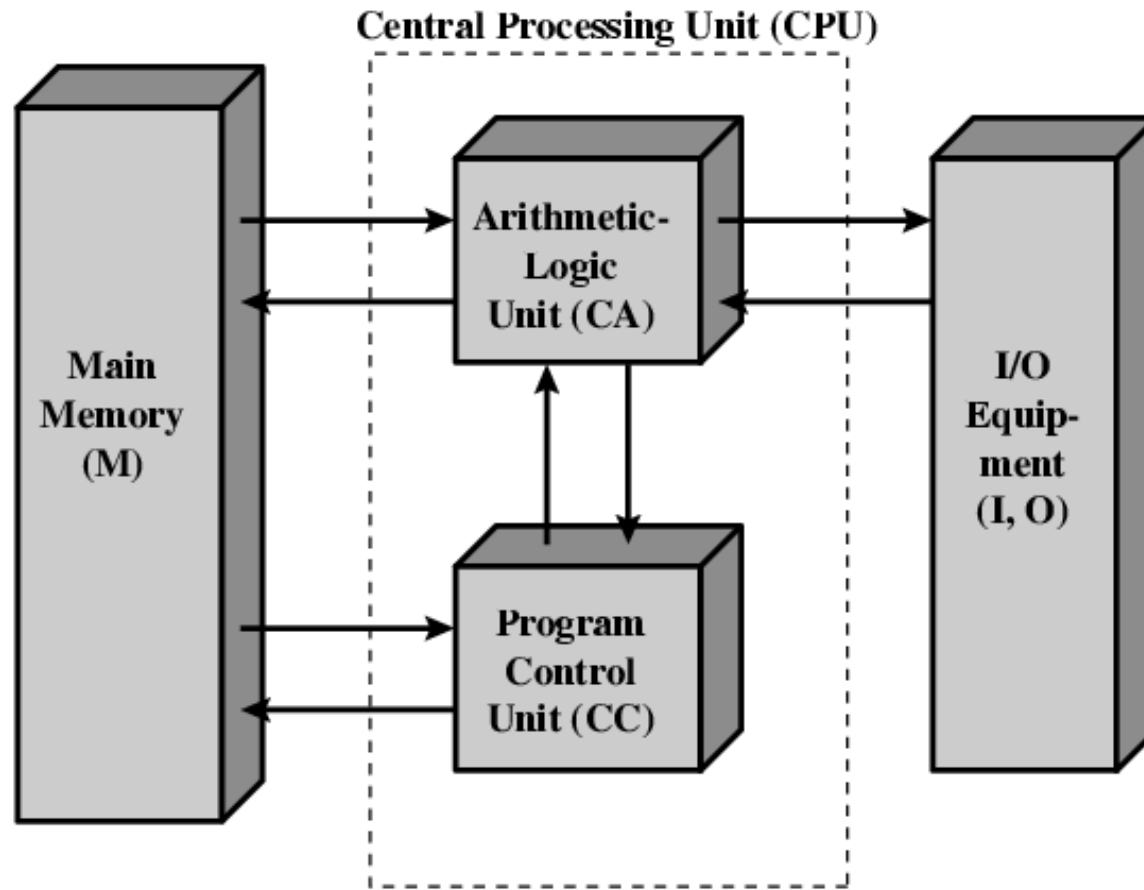 Central Processing Unit (CPU)
Main
Memory
(M)
Arithmetic-
Logic
Unit (CA)
Program
Control
Unit (CC)
I/O
Equip-
ment
(I, O)